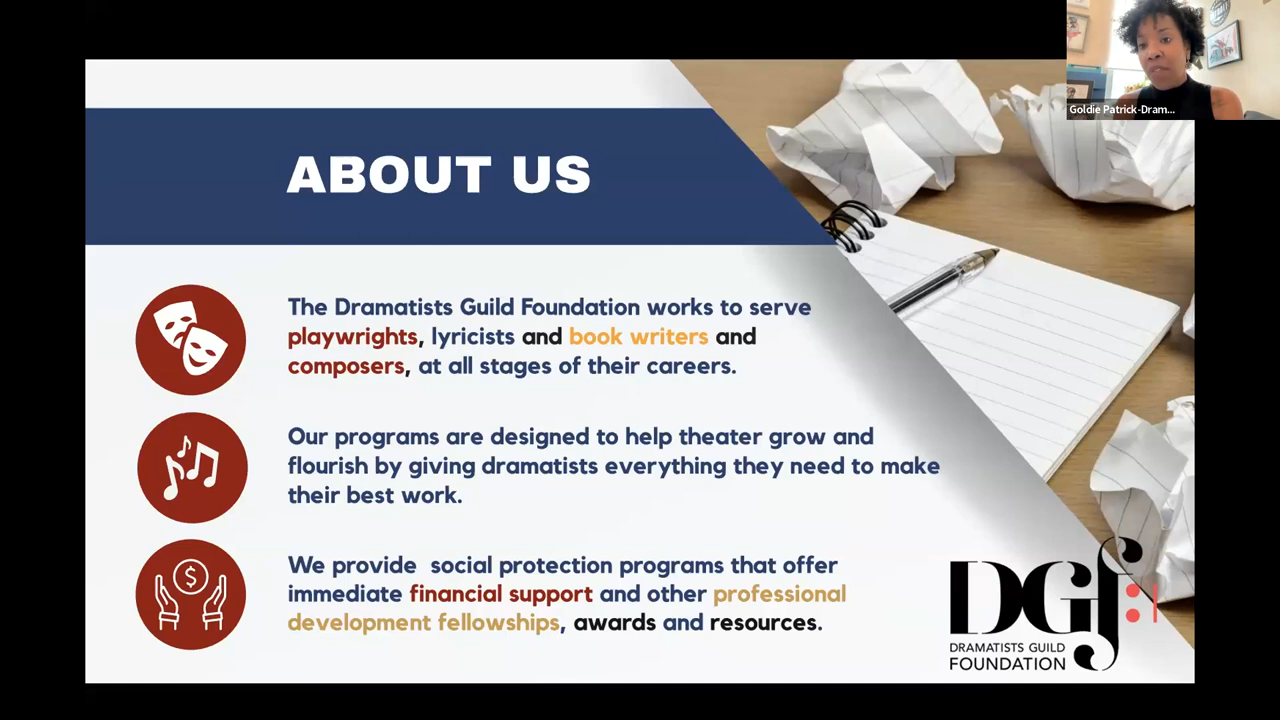 Goldie Patrick-Dram...
ABOUT US
The Dramatists Guild Foundation works to serve
playwrights, lyricists and book writers and
composers, at all stages of their careers.
Our programs are designed to help theater grow and
flourish by giving dramatists everything they need to make
their best work.
$
We provide  social protection programs that offer
immediate financial support and other professional
development fellowships, awards and resources.
DGf
DRAMATISTS GUILD
FOUNDATION